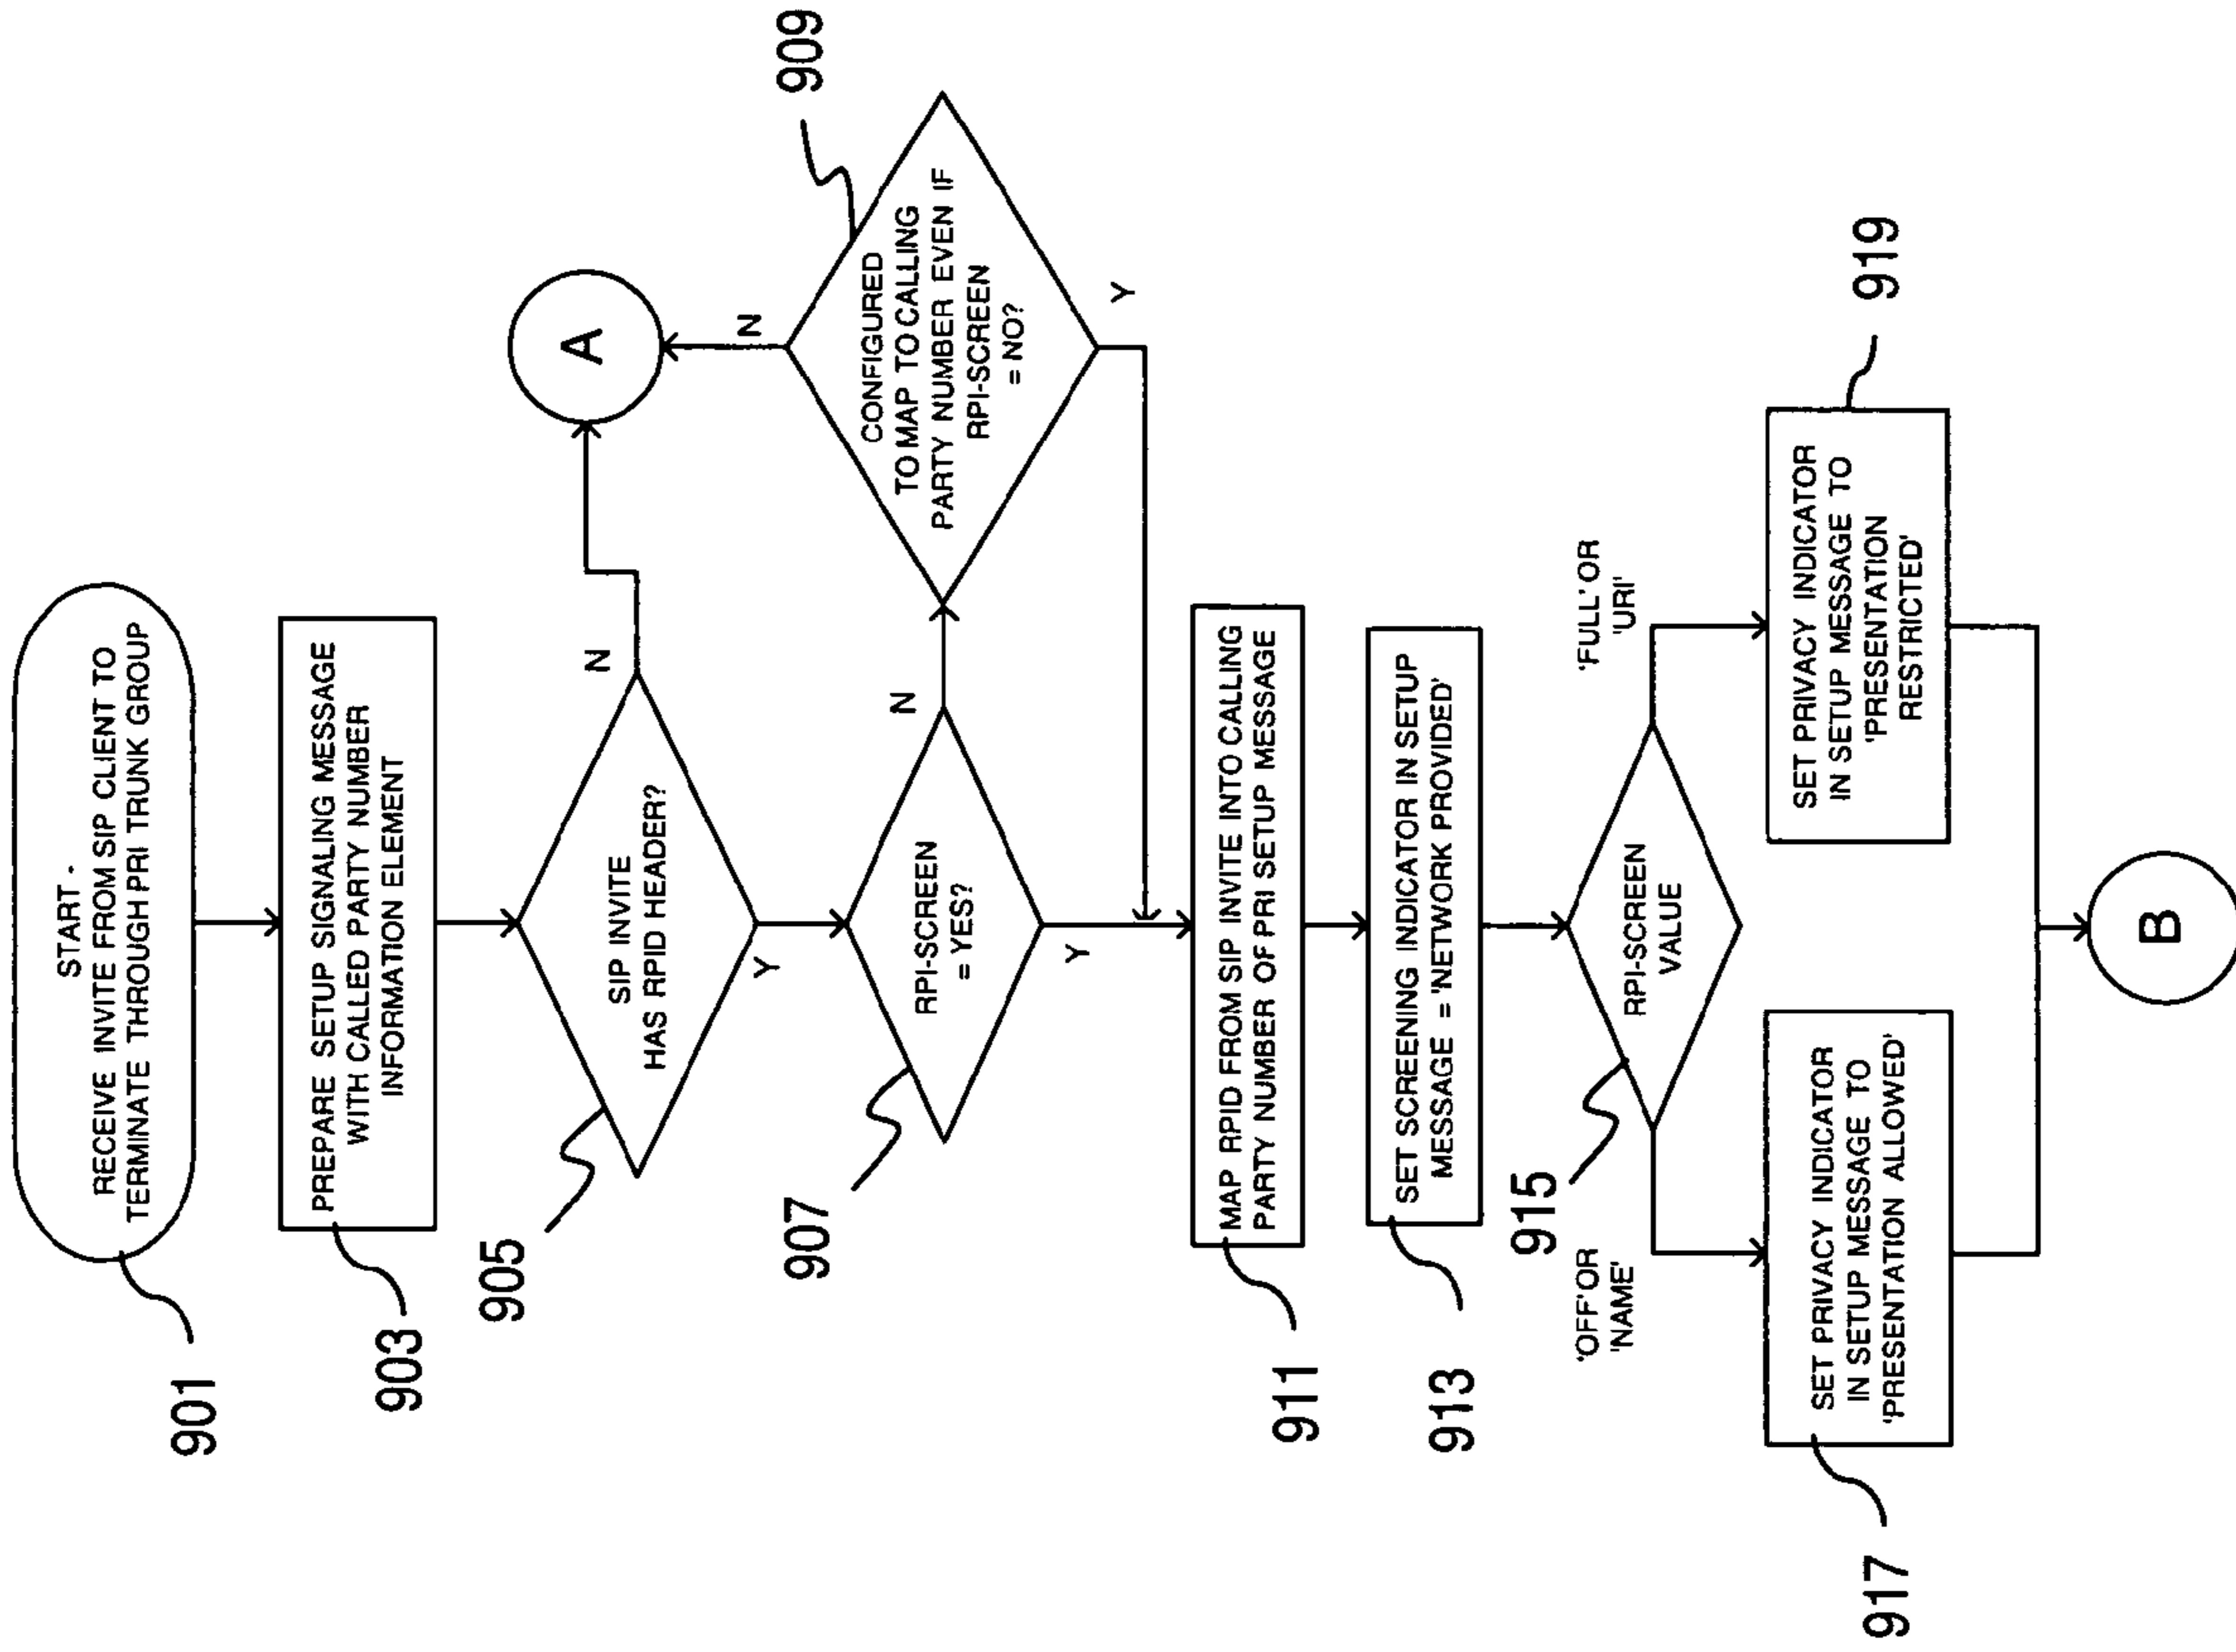 START -
RECEIVE INVITE FROM SIP CLIENT TO
TERMINATE THROUGH PRI TRUNK GROUP
901
PREPARE SETUP SIGNALING MESSAGE
WITH CALLED PARTY NUMBER
INFORMATION ELEMENT
903
SIP INVITE
HAS RPID HEADER?
905
N
Y
A
RPI-SCREEN
= YES?
907
N
Y
CONFIGURED
TO MAP TO CALLING
PARTY NUMBER EVEN IF
RPI-SCREEN
= NO?
909
N
Y
MAP RPID FROM SIP INVITE INTO CALLING
PARTY NUMBER OF PRI SETUP MESSAGE
911
SET SCREENING INDICATOR IN SETUP
MESSAGE = 'NETWORK PROVIDED'
913
RPI-SCREEN
VALUE
915
'OFF'OR
'NAME'
'FULL' OR
'URI'
SET PRIVACY INDICATOR
IN SETUP MESSAGE TO
'PRESENTATION ALLOWED'
917
SET PRIVACY INDICATOR
IN SETUP MESSAGE TO
'PRESENTATION
RESTRICTED'
919
B